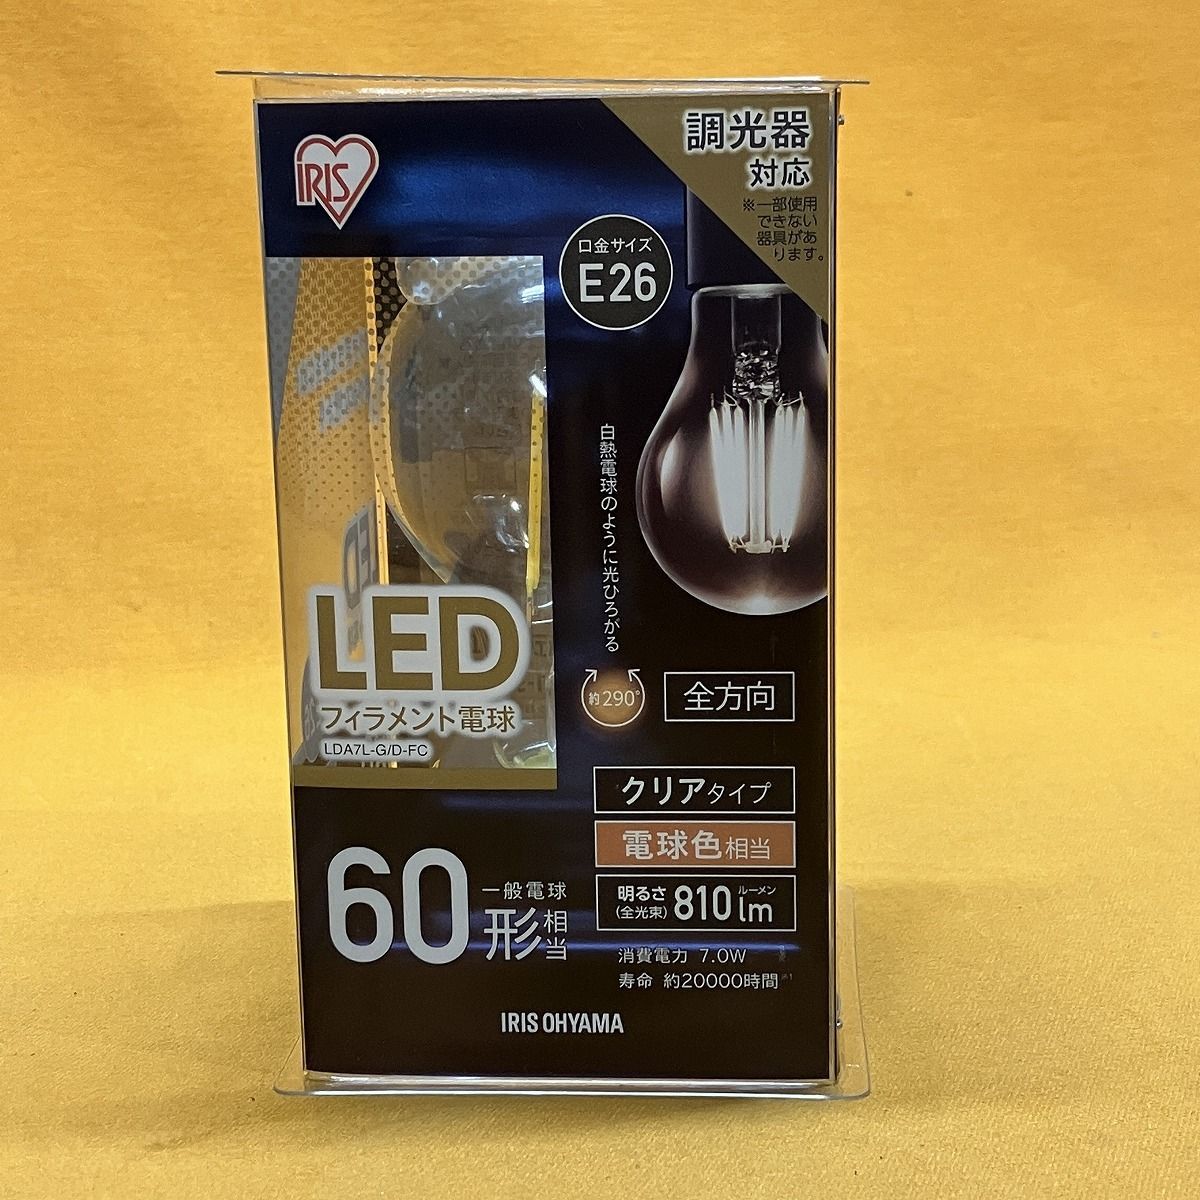 IRIS
調光器
対応
※一部使用
できない
器具があ
ります。
口金サイズ
E26
白熱電球のように光ひろがる
約290°
全方向
LED
フィラメント電球
LDA7L-G/D-FC
クリアタイプ
電球色相当
明るさ
(全光束)
810 lm
ルーメン
60
一般電球
形相当
消費電力 7.0W
寿命 約20000時間
IRIS OHYAMA